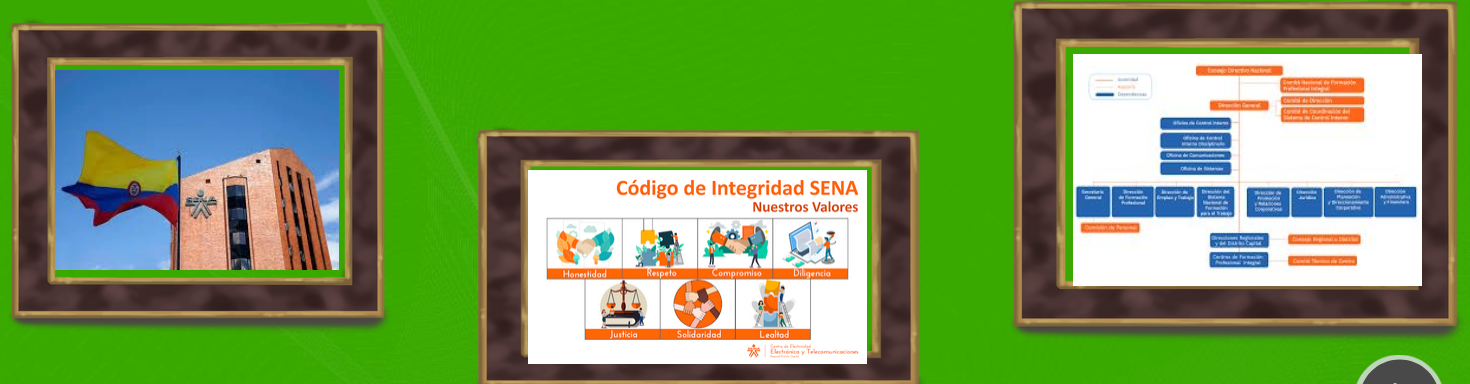 Código de Integridad SENA
Nuestros Valores
Honestidad
Respeto
Compromiso
Diligencia
Justicia
Solidaridad
Lealtad
Centro de Electricidad
Electrónica y Telecomunicaciones
Consejo Directivo Nacional
Autoridad
Asesoría
Dependencias
Comité Nacional de Formación
Profesional Integral
Dirección General
Comité de Dirección
Comité de Coordinación del
Sistema de Control Interno
Oficina de Control Interno
Oficina de Control
Interno Disciplinario
Oficina de Comunicaciones
Oficina de Sistemas
Secretaría
General
Dirección
de Formación
Profesional
Dirección de
Empleo y Trabajo
Dirección del
Sistema
Nacional de
Formación
para el Trabajo
Dirección de
Promoción
y Relaciones
Corporativas
Dirección
Jurídica
Dirección de
Planeación
y Direccionamiento
Corporativo
Dirección
Administrativa
y Financiera
Comisión de Personal
Direcciones Regionales
y del Distrito Capital
Consejo Regional o Distrital
Centros de Formación
Profesional Integral
Comité Técnico de Centro